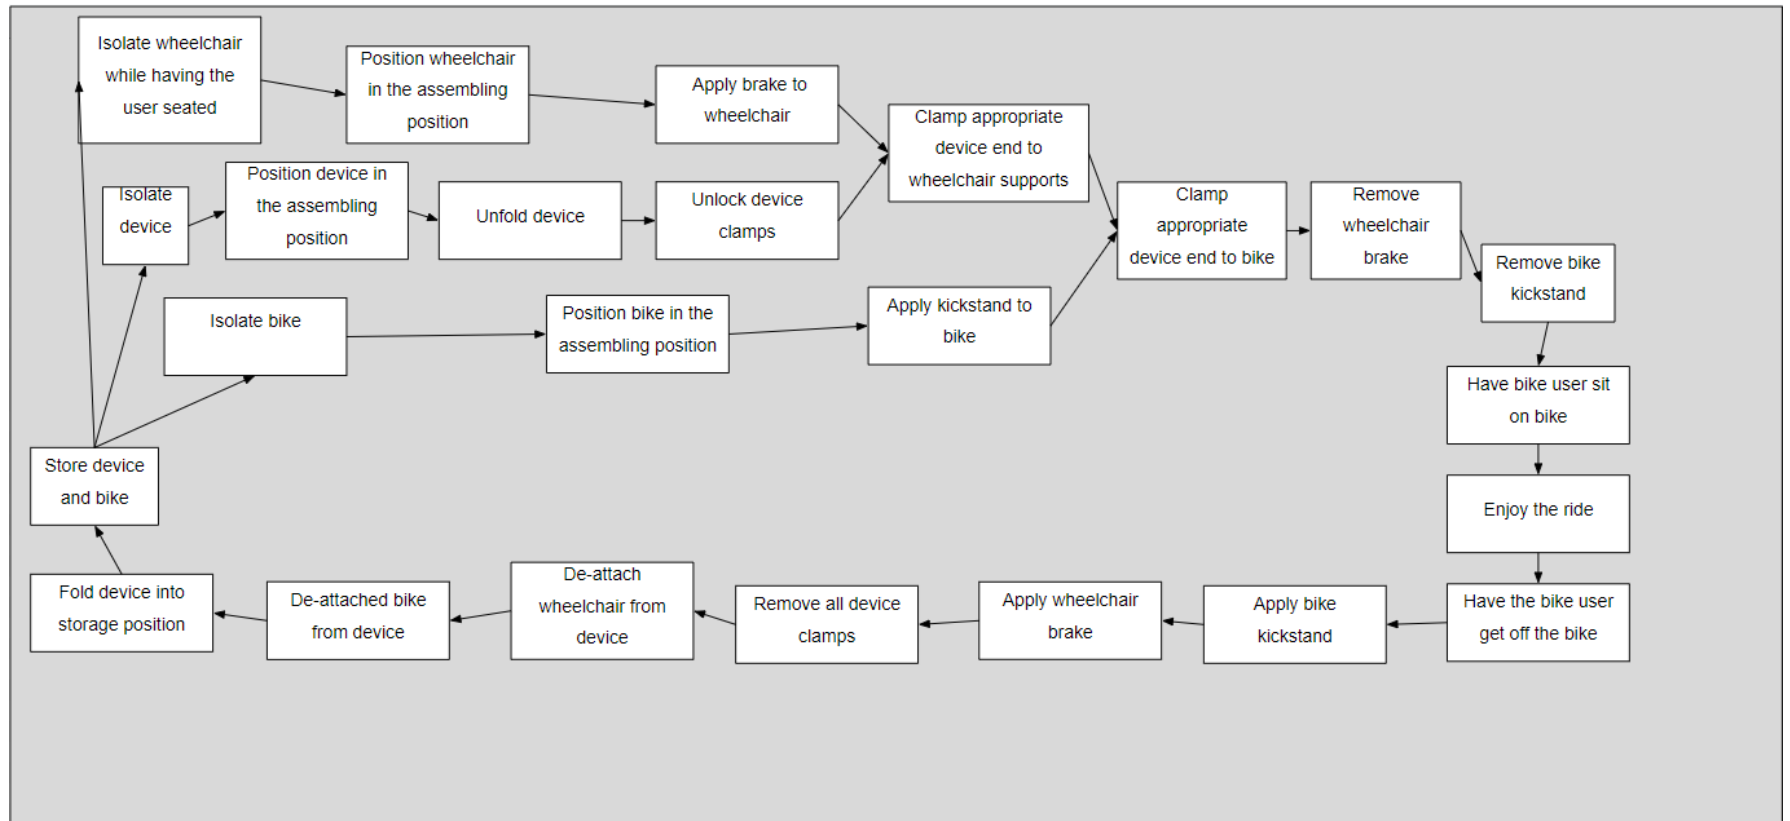 Isolate wheelchair
while having the
user seated
Position wheelchair
in the assembling
position
Apply brake to
wheelchair
Clamp appropriate
device end to
wheelchair supports
Isolate
device
Position device in
the assembling
position
Unfold device
Unlock device
clamps
Clamp
appropriate
device end to bike
Remove
wheelchair
brake
Remove bike
kickstand
Isolate bike
Position bike in the
assembling position
Apply kickstand to
bike
Have bike user sit
on bike
Store device
and bike
Enjoy the ride
Fold device into
storage position
De-attached bike
from device
De-attach
wheelchair from
device
Remove all device
clamps
Apply wheelchair
brake
Apply bike
kickstand
Have the bike user
get off the bike